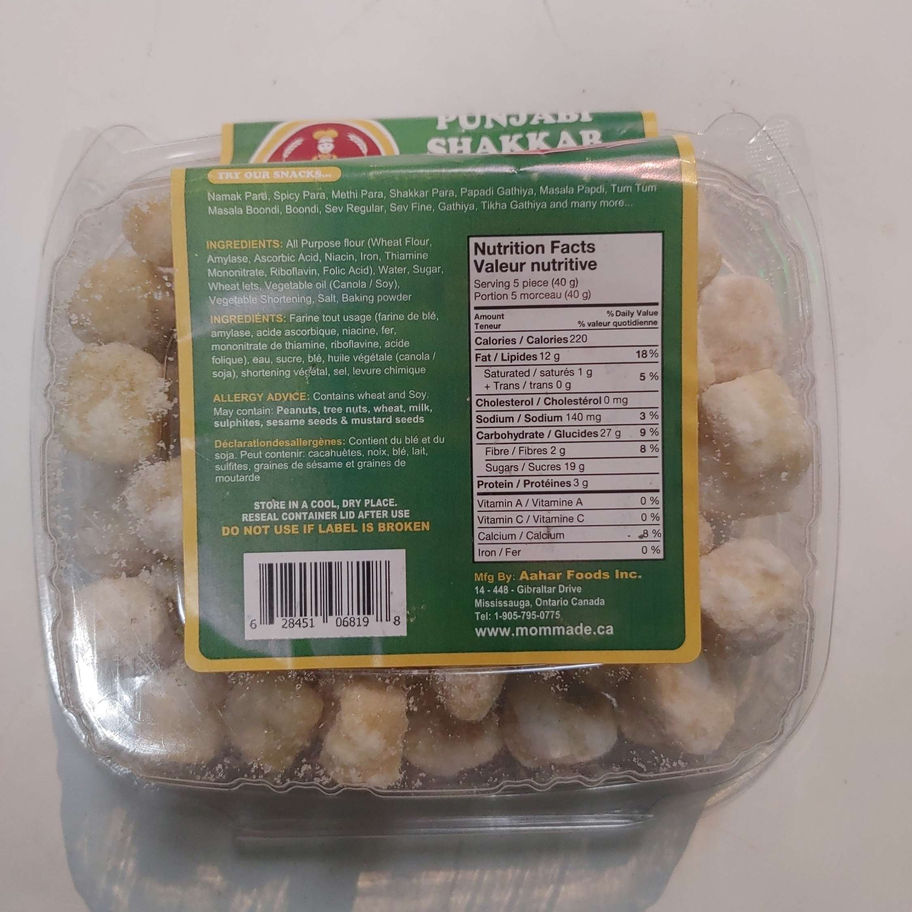 PUNJABI
SHAKKAR
TRY OUR SNACKS...
Namak Para, Spicy Para, Methi Para, Shakkar Para, Papadi Gathiya, Masala Papdi, Tum Tum
Masala Boondi, Boondi, Sev Regular, Sev Fine, Gathiya, Tikha Gathiya and many more...
INGREDIENTS: All Purpose flour (Wheat Flour,
Amylase, Ascorbic Acid, Niacin, Iron, Thiamine
Mononitrate, Riboflavin, Folic Acid), Water, Sugar,
Wheat lets, Vegetable oil (Canola / Soy),
Vegetable Shortening, Salt, Baking powder
INGREDIENTS: Farine tout usage (farine de blé,
amylase, acide ascorbique, niacine, fer,
mononitrate de thiamine, riboflavine, acide
folique), eau, sucre, blé, huile végétale (canola /
soja), shortening végétal, sel, levure chimique
ALLERGY ADVICE: Contains wheat and Soy.
May contain: Peanuts, tree nuts, wheat, milk,
sulphites, sesame seeds & mustard seeds
Déclarationdesallergènes: Contient du blé et du
soja. Peut contenir: cacahuètes, noix, blé, lait,
sulfites, graines de sésame et graines de
moutarde
STORE IN A COOL, DRY PLACE.
RESEAL CONTAINER LID AFTER USE
DO NOT USE IF LABEL IS BROKEN
6 28451 06819 8
Nutrition Facts
Valeur nutritive
Serving 5 piece (40 g)
Portion 5 morceau (40 g)
Amount % Daily Value
Teneur % valeur quotidienne
Calories / Calories 220
Fat / Lipides 12 g 18 %
Saturated / saturés 1 g
+ Trans / trans 0 g 5 %
Cholesterol / Cholestérol 0 mg
Sodium / Sodium 140 mg 3 %
Carbohydrate / Glucides 27 g 9 %
Fibre / Fibres 2 g 8 %
Sugars / Sucres 19 g
Protein / Protéines 3 g
Vitamin A / Vitamine A 0 %
Vitamin C / Vitamine C 0 %
Calcium / Calcium 8 %
Iron / Fer 0 %
Mfg By: Aahar Foods Inc.
14 - 448 - Gibraltar Drive
Mississauga, Ontario Canada
Tel: 1-905-795-0775
www.mommade.ca